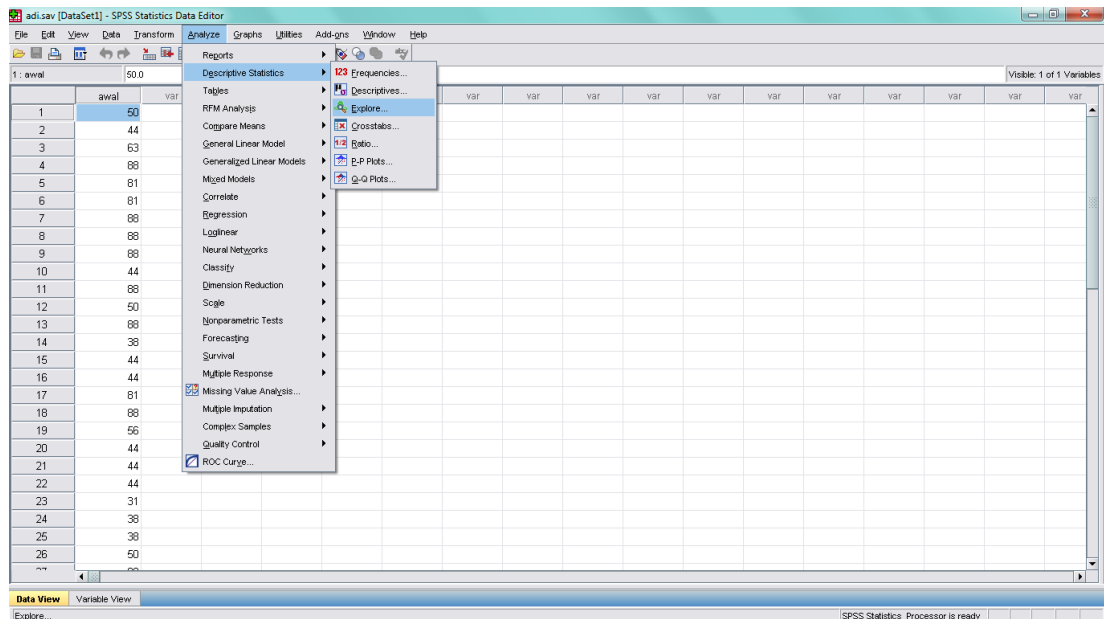 adi.sav [DataSet1] - SPSS Statistics Data Editor
File Edit View Data Transform Analyze Graphs Utilities Add-ons Window Help
1 : awal 50.0 Visible: 1 of 1 Variables
awal var var var var var var var var var var var var
Reports
Descriptive Statistics
Tables
RFM Analysis
Compare Means
General Linear Model
Generalized Linear Models
Mixed Models
Correlate
Regression
Loglinear
Neural Networks
Classify
Dimension Reduction
Scale
Nonparametric Tests
Forecasting
Survival
Multiple Response
Missing Value Analysis...
Multiple Imputation
Complex Samples
Quality Control
ROC Curve...
123 Frequencies...
Descriptives...
Explore...
Crosstabs...
1/2 Ratio...
P-P Plots...
Q-Q Plots...
1 50
2 44
3 63
4 88
5 81
6 81
7 88
8 88
9 88
10 44
11 88
12 50
13 88
14 38
15 44
16 44
17 81
18 88
19 56
20 44
21 44
22 44
23 31
24 38
25 38
26 50
Data View Variable View
Explore... SPSS Statistics Processor is ready